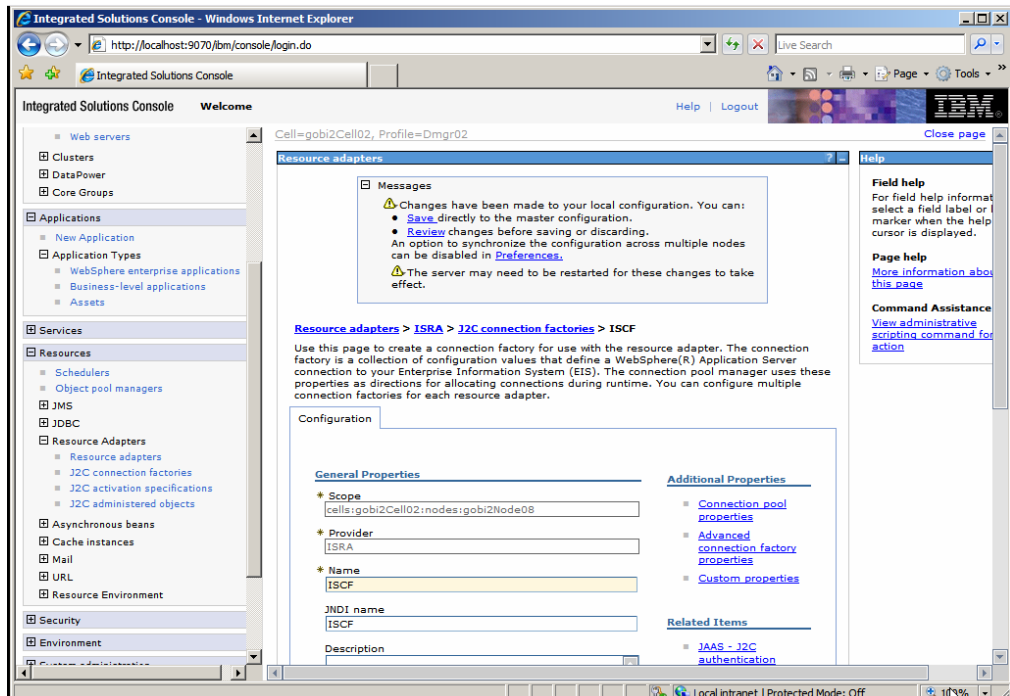 Integrated Solutions Console - Windows Internet Explorer
http://localhost:9070/ibm/console/login.do
Live Search
Integrated Solutions Console
Page
Tools
Integrated Solutions Console Welcome
Help | Logout
IBM
Web servers
Clusters
DataPower
Core Groups
Applications
New Application
Application Types
WebSphere enterprise applications
Business-level applications
Assets
Services
Resources
Schedulers
Object pool managers
JMS
JDBC
Resource Adapters
Resource adapters
J2C connection factories
J2C activation specifications
J2C administered objects
Asynchronous beans
Cache instances
Mail
URL
Resource Environment
Security
Environment
Cell=gobi2Cell02, Profile=Dmgr02
Close page
Resource adapters
Messages
Changes have been made to your local configuration. You can:
Save directly to the master configuration.
Review changes before saving or discarding.
An option to synchronize the configuration across multiple nodes
can be disabled in Preferences.
The server may need to be restarted for these changes to take
effect.
Resource adapters > ISRA > J2C connection factories > ISCF
Use this page to create a connection factory for use with the resource adapter. The connection
factory is a collection of configuration values that define a WebSphere(R) Application Server
connection to your Enterprise Information System (EIS). The connection pool manager uses these
properties as directions for allocating connections during runtime. You can configure multiple
connection factories for each resource adapter.
Configuration
General Properties
* Scope
cells:gobi2Cell02:nodes:gobi2Node08
* Provider
ISRA
* Name
ISCF
JNDI name
ISCF
Description
Additional Properties
Connection pool
properties
Advanced
connection factory
properties
Custom properties
Related Items
JAAS - J2C
authentication
Help
Field help
For field help informat
select a field label or l
marker when the help
cursor is displayed.
Page help
More information abou
this page
Command Assistance
View administrative
scripting command for
action
Local intranet | Protected Mode: Off